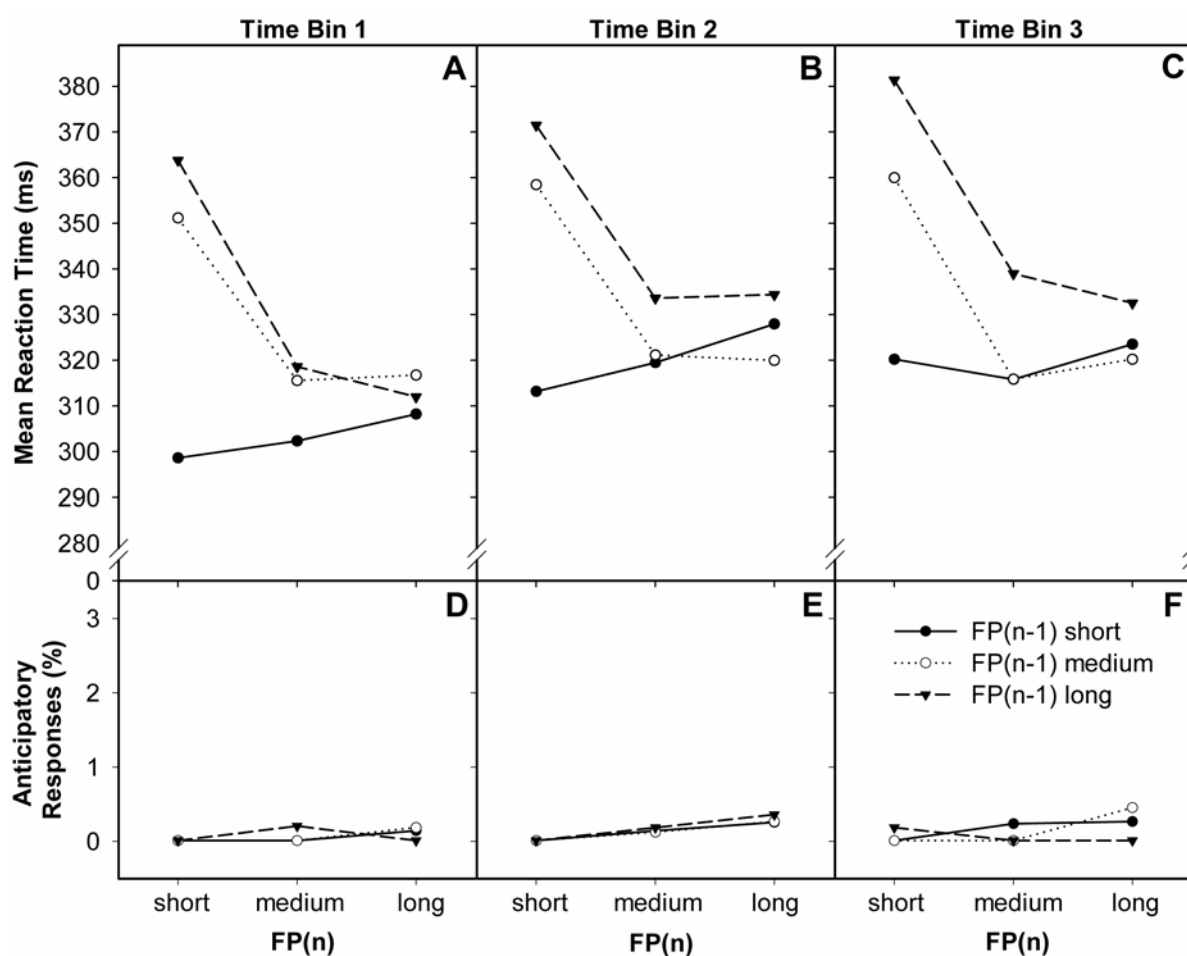 Time Bin 1
Time Bin 2
Time Bin 3
Mean Reaction Time (ms)
380
370
360
350
340
330
320
310
300
290
280
0
A
B
C
Anticipatory
Responses (%)
3
2
1
0
D
E
F
FP(n-1) short
FP(n-1) medium
FP(n-1) long
short medium long
short medium long
short medium long
FP(n)
FP(n)
FP(n)